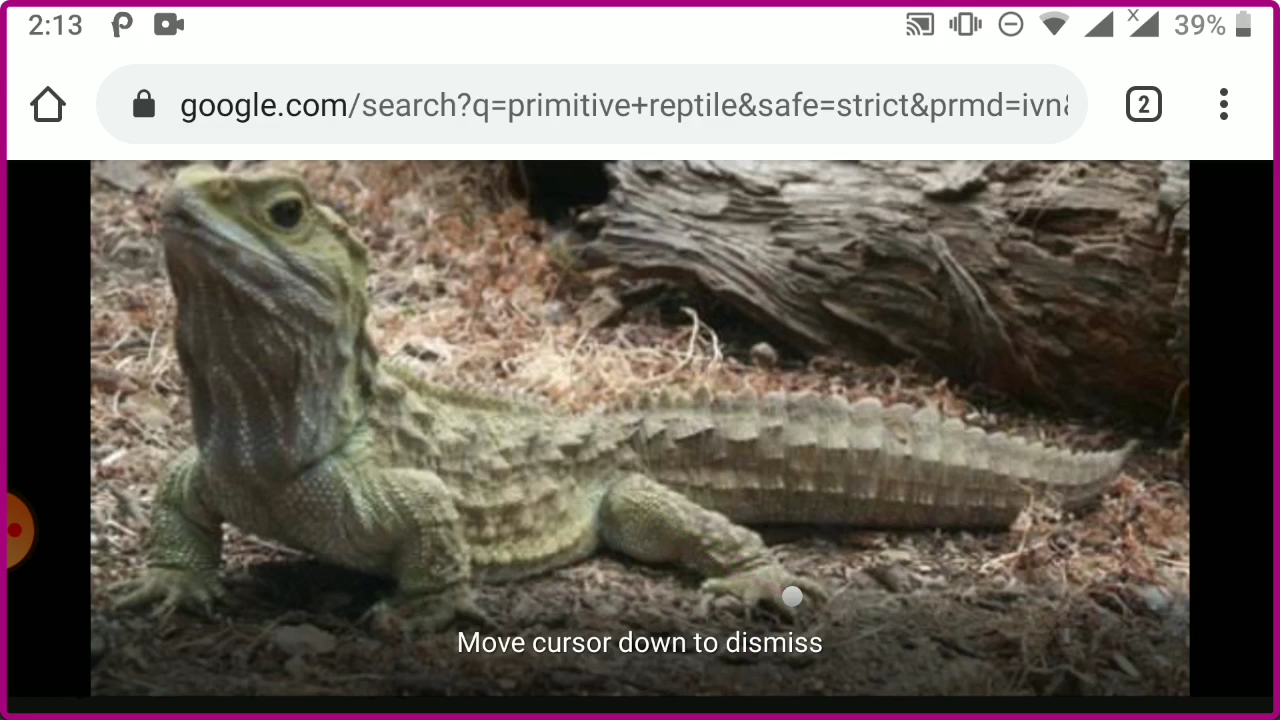 2:13
39%
google.com/search?q=primitive+reptile&safe=strict&prmd=ivn
2
Move cursor down to dismiss